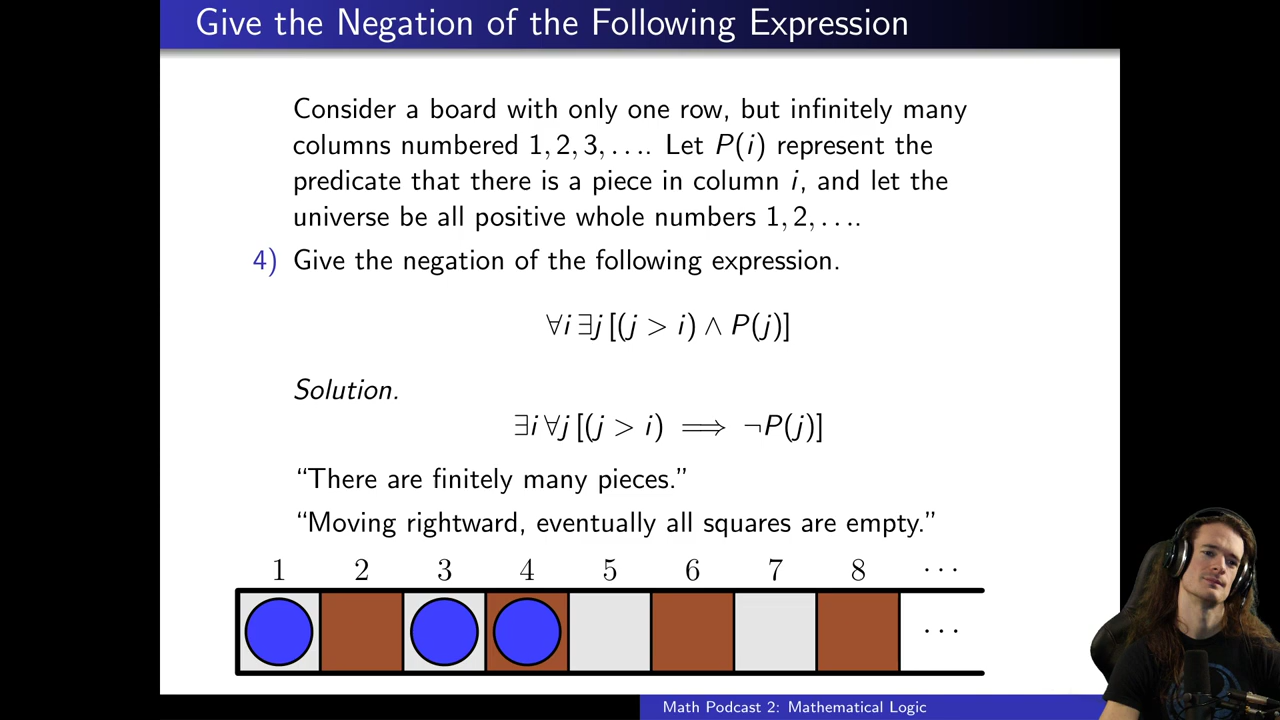 Give the Negation of the Following Expression
Consider a board with only one row, but infinitely many
columns numbered 1, 2, 3, . . .. Let P(i) represent the
predicate that there is a piece in column i, and let the
universe be all positive whole numbers 1, 2, . . ..
4) Give the negation of the following expression.
∀i ∃j [(j > i) ∧ P(j)]
Solution.
∃i ∀j [(j > i) ⟹ ¬P(j)]
“There are finitely many pieces.”
“Moving rightward, eventually all squares are empty.”
1 2 3 4 5 6 7 8 · · ·
· · ·
Math Podcast 2: Mathematical Logic